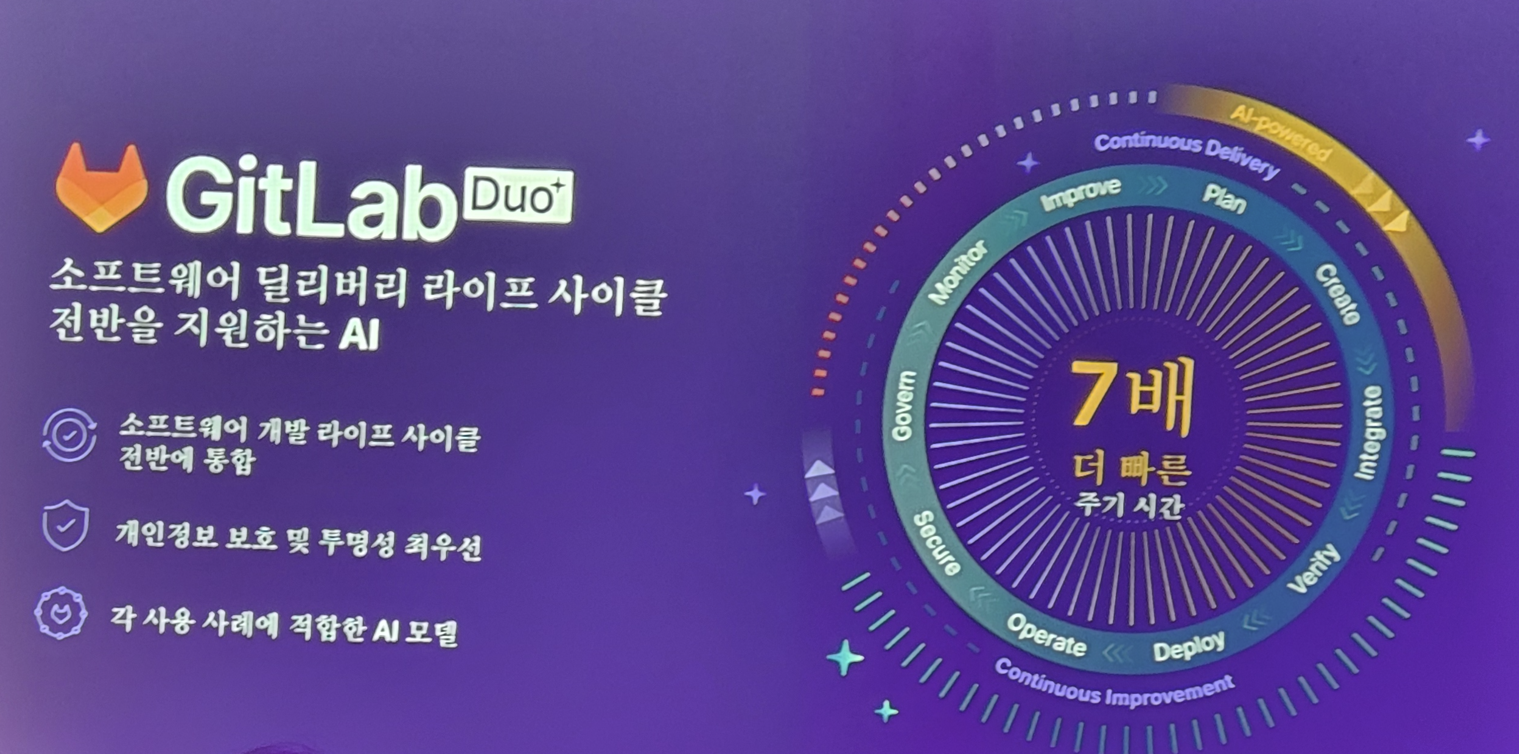 GitLab Duo
소프트웨어 딜리버리 라이프 사이클
전반을 지원하는 AI
소프트웨어 개발 라이프 사이클
전반에 통합
개인정보 보호 및 투명성 최우선
각 사용 사례에 적합한 AI 모델
AI-powered
Continuous Delivery
Improve
Plan
Create
Integrate
Verify
Deploy
Operate
Secure
Govern
Monitor
7배
더 빠른
주기 시간
Continuous Improvement